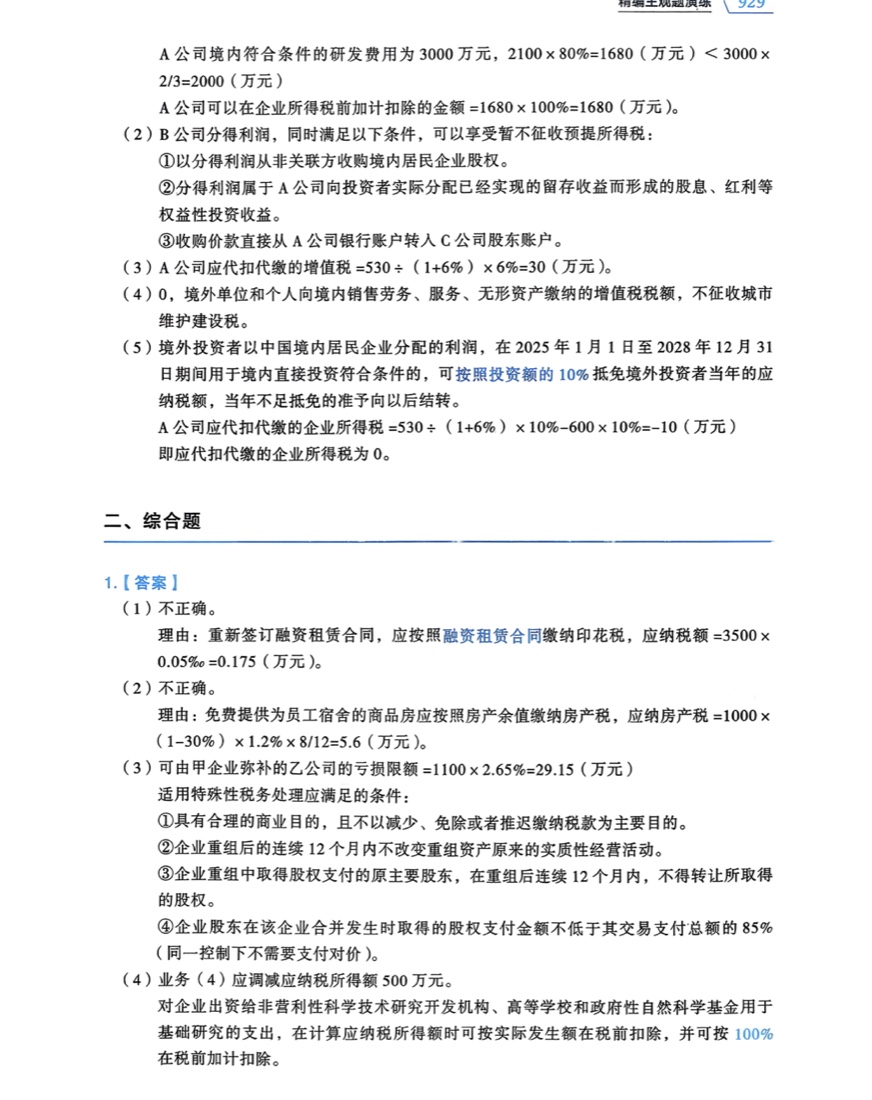 精编主观题演练 929
A公司境内符合条件的研发费用为 3000 万元，2100×80%=1680（万元）＜3000×
2/3=2000（万元）
A 公司可以在企业所得税前加计扣除的金额 =1680×100%=1680（万元）。
（2）B 公司分得利润，同时满足以下条件，可以享受暂不征收预提所得税：
①以分得利润从非关联方收购境内居民企业股权。
②分得利润属于 A 公司向投资者实际分配已经实现的留存收益而形成的股息、红利等
权益性投资收益。
③收购价款直接从 A 公司银行账户转入 C 公司股东账户。
（3）A 公司应代扣代缴的增值税 =530÷（1+6%）×6%=30（万元）。
（4）0，境外单位和个人向境内销售劳务、服务、无形资产缴纳的增值税税额，不征收城市
维护建设税。
（5）境外投资者以中国境内居民企业分配的利润，在 2025 年 1 月 1 日至 2028 年 12 月 31
日期间用于境内直接投资符合条件的，可按照投资额的 10% 抵免境外投资者当年的应
纳税额，当年不足抵免的准予向以后结转。
A 公司应代扣代缴的企业所得税 =530÷（1+6%）×10%-600×10%=-10（万元）
即应代扣代缴的企业所得税为 0。
二、综合题
1.【答案】
（1）不正确。
理由：重新签订融资租赁合同，应按照融资租赁合同缴纳印花税，应纳税额 =3500×
0.05‰=0.175（万元）。
（2）不正确。
理由：免费提供为员工宿舍的商品房应按照房产余值缴纳房产税，应纳房产税 =1000×
（1-30%）×1.2%×8/12=5.6（万元）。
（3）可由甲企业弥补的乙公司的亏损限额 =1100×2.65%=29.15（万元）
适用特殊性税务处理应满足的条件：
①具有合理的商业目的，且不以减少、免除或者推迟缴纳税款为主要目的。
②企业重组后的连续 12 个月内不改变重组资产原来的实质性经营活动。
③企业重组中取得股权支付的原主要股东，在重组后连续 12 个月内，不得转让所取得
的股权。
④企业股东在该企业合并发生时取得的股权支付金额不低于其交易支付总额的 85%
（同一控制下不需要支付对价）。
（4）业务（4）应调减应纳税所得额 500 万元。
对企业出资给非营利性科学技术研究开发机构、高等学校和政府性自然科学基金用于
基础研究的支出，在计算应纳税所得额时可按实际发生额在税前扣除，并可按 100%
在税前加计扣除。